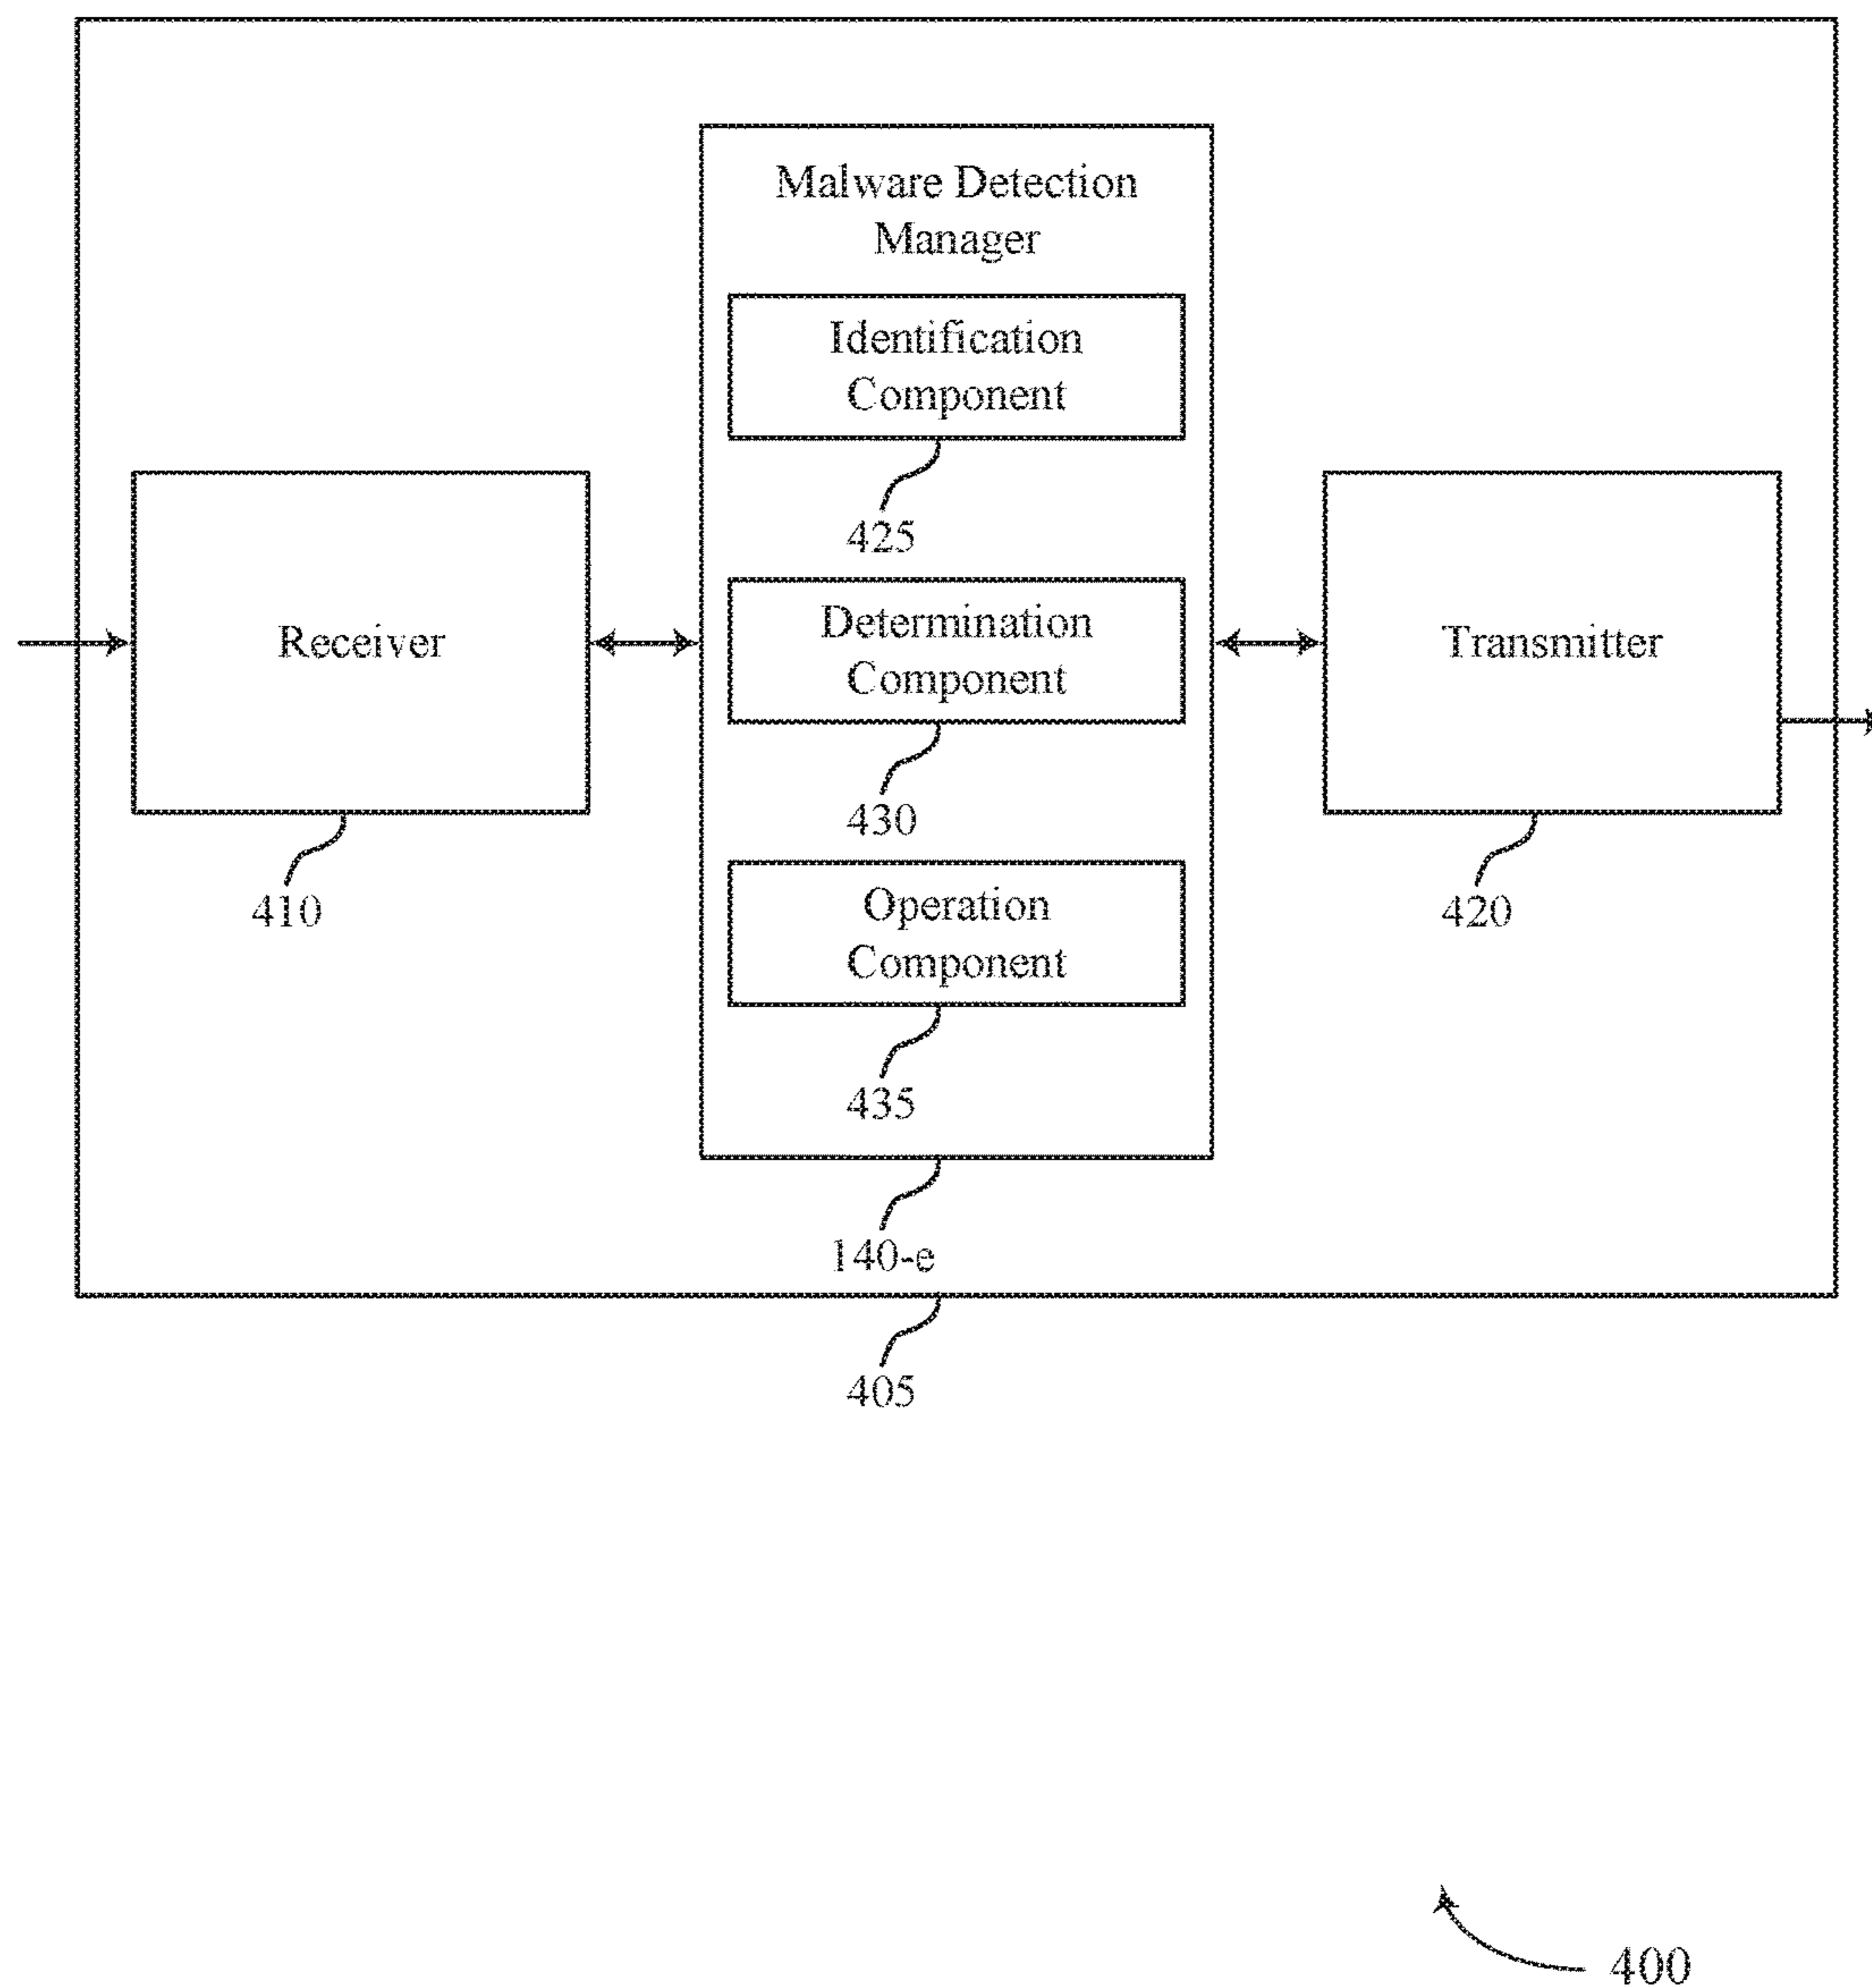 Malware Detection
Manager
Identification
Component
425
Receiver
410
Determination
Component
430
Transmitter
420
Operation
Component
435
140-e
405
400